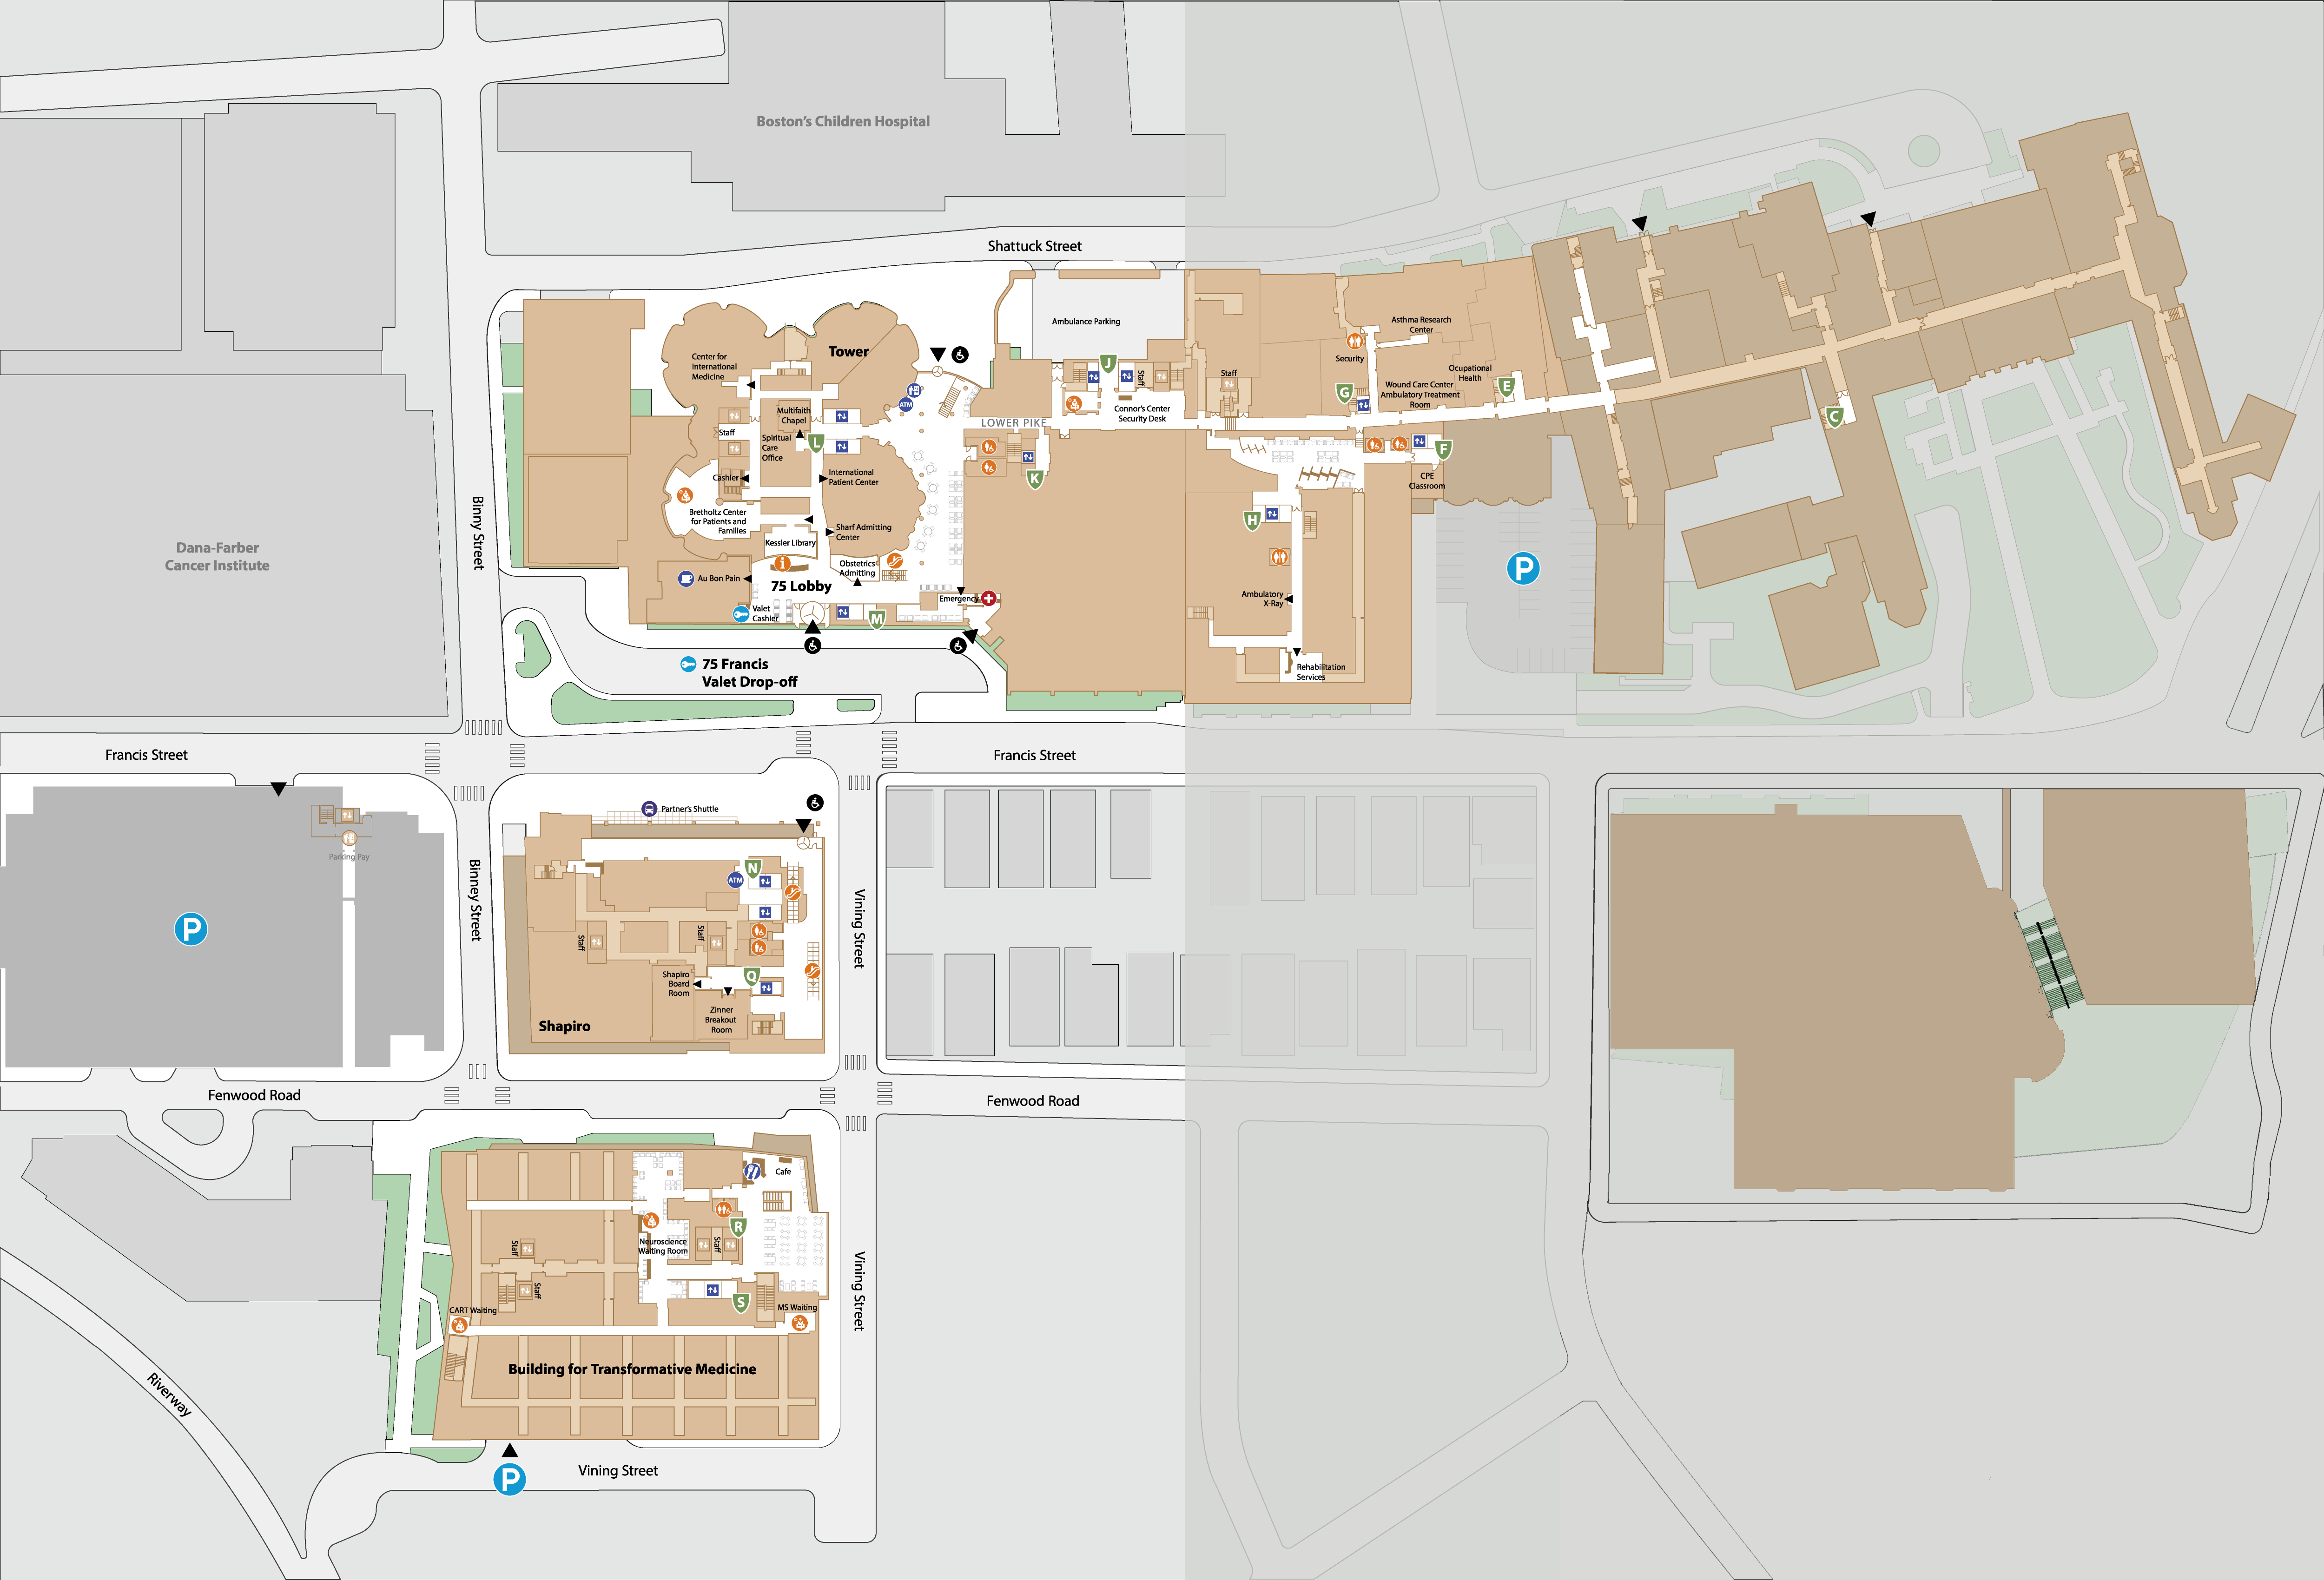 Boston's Children Hospital
Shattuck Street
Ambulance Parking
Asthma Research
Center
Security
Tower
Center for
International
Medicine
ATM
J
Staff
Staff
Connor's Center
Security Desk
G
Wound Care Center
Ambulatory Treatment
Room
Ocupational
Health
E
C
Multifaith
Chapel
LOWER PIKE
Staff
Spiritual
Care
Office
L
K
F
CPE
Classroom
Cashier
International
Patient Center
Bretholtz Center
for Patients and
Families
Sharf Admitting
Center
H
Kessler Library
i
Obstetrics
Admitting
Au Bon Pain
75 Lobby
Emergency
Ambulatory
X-Ray
P
Valet
Cashier
M
75 Francis
Valet Drop-off
Rehabilitation
Services
Binny Street
Dana-Farber
Cancer Institute
Francis Street
Francis Street
Partner's Shuttle
Parking Pay
P
Binney Street
N
ATM
Staff
Staff
Vining Street
Shapiro
Board
Room
Q
Zinner
Breakout
Room
Shapiro
Fenwood Road
Fenwood Road
Cafe
R
Neuroscience
Waiting Room
Staff
Staff
Staff
S
CART Waiting
MS Waiting
Vining Street
Building for Transformative Medicine
Riverway
P
Vining Street